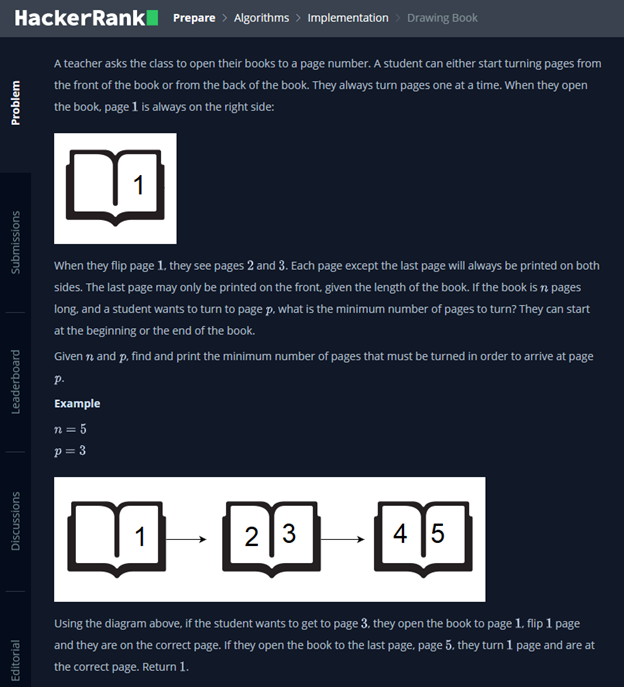 HackerRank
Prepare > Algorithms > Implementation > Drawing Book
Problem
Submissions
Leaderboard
Discussions
Editorial
A teacher asks the class to open their books to a page number. A student can either start turning pages from
the front of the book or from the back of the book. They always turn pages one at a time. When they open
the book, page 1 is always on the right side:
1
When they flip page 1, they see pages 2 and 3. Each page except the last page will always be printed on both
sides. The last page may only be printed on the front, given the length of the book. If the book is n pages
long, and a student wants to turn to page p, what is the minimum number of pages to turn? They can start
at the beginning or the end of the book.
Given n and p, find and print the minimum number of pages that must be turned in order to arrive at page
p.
Example
n = 5
p = 3
1 2 3 4 5
Using the diagram above, if the student wants to get to page 3, they open the book to page 1, flip 1 page
and they are on the correct page. If they open the book to the last page, page 5, they turn 1 page and are at
the correct page. Return 1.